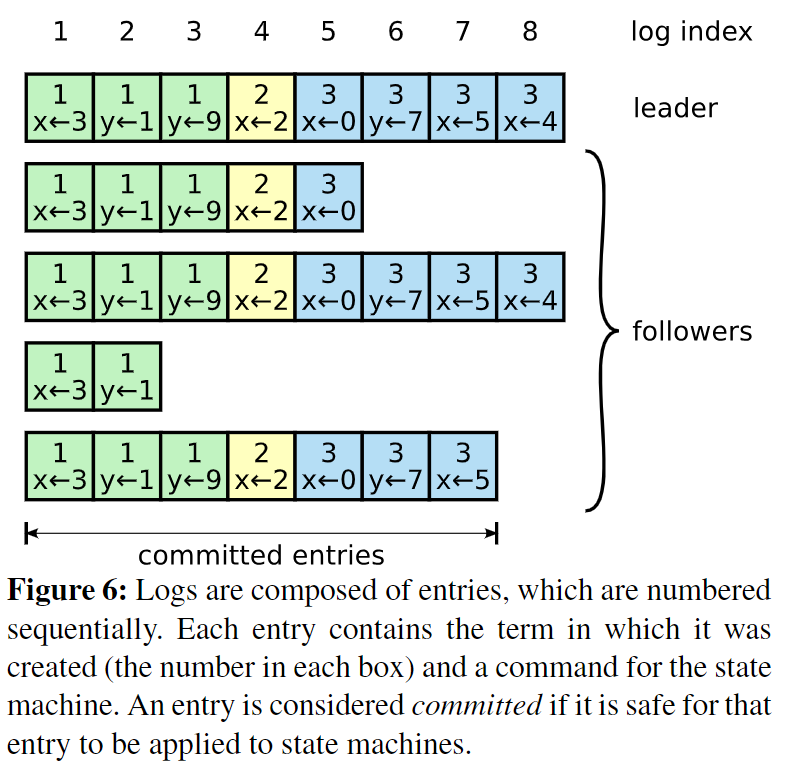 1 2 3 4 5 6 7 8 log index
1 1 1 2 3 3 3 3
x←3 y←1 y←9 x←2 x←0 y←7 x←5 x←4
leader
1 1 1 2 3
x←3 y←1 y←9 x←2 x←0
1 1 1 2 3 3 3 3
x←3 y←1 y←9 x←2 x←0 y←7 x←5 x←4
followers
1 1
x←3 y←1
1 1 1 2 3 3 3
x←3 y←1 y←9 x←2 x←0 y←7 x←5
committed entries
Figure 6: Logs are composed of entries, which are numbered
sequentially. Each entry contains the term in which it was
created (the number in each box) and a command for the state
machine. An entry is considered committed if it is safe for that
entry to be applied to state machines.